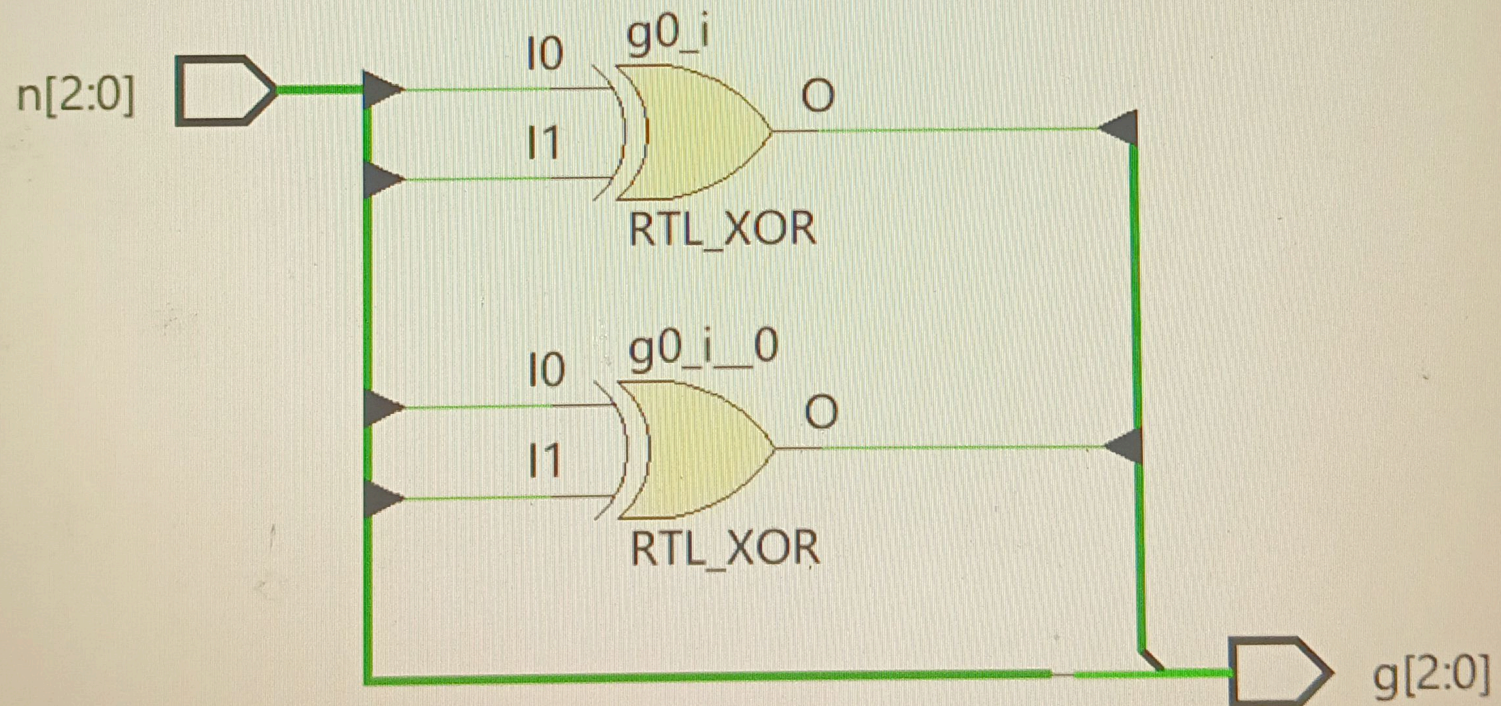 g0_i
I0
n[2:0]
O
I1
RTL_XOR
g0_i__0
I0
O
I1
RTL_XOR
g[2:0]